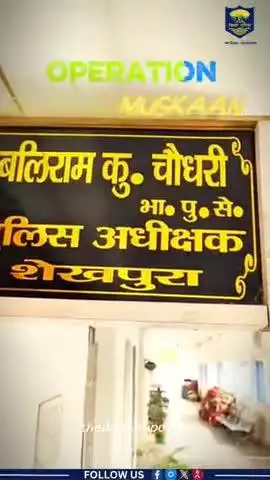 OPERATION
MUSKAAN
बलिराम कु॰ चौधरी
भा॰ पु॰ से॰
लिस अधीक्षक
शेखपुरा
FOLLOW US